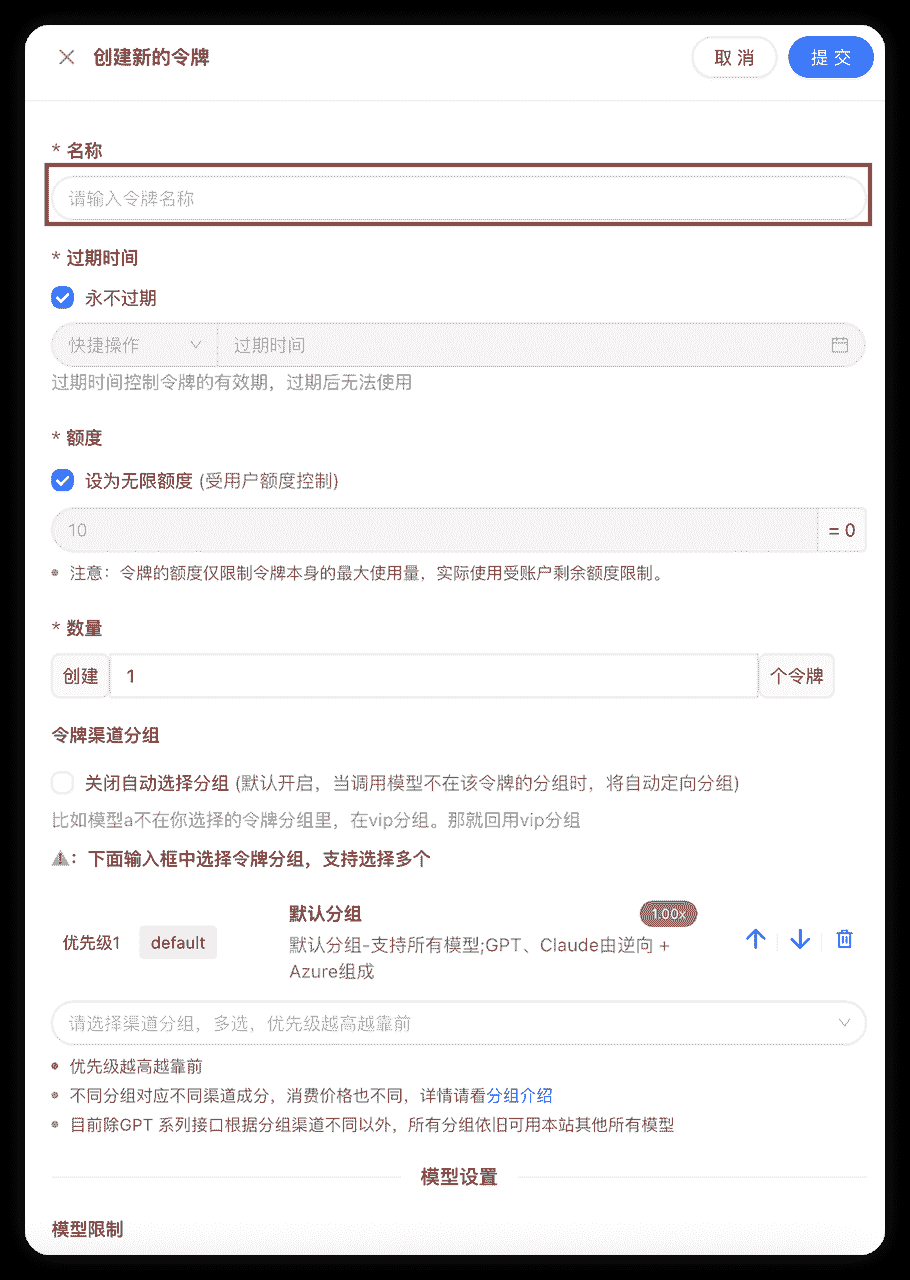 创建新的令牌
取 消
提 交
* 名称
请输入令牌名称
* 过期时间
永不过期
快捷操作
过期时间
过期时间控制令牌的有效期，过期后无法使用
* 额度
设为无限额度 (受用户额度控制)
10
= 0
注意：令牌的额度仅限制令牌本身的最大使用量，实际使用受账户剩余额度限制。
* 数量
创建
1
个令牌
令牌渠道分组
关闭自动选择分组 (默认开启，当调用模型不在该令牌的分组时，将自动定向分组)
比如模型a不在你选择的令牌分组里，在vip分组。那就回用vip分组
⚠：下面输入框中选择令牌分组，支持选择多个
优先级1
default
默认分组
1.00x
默认分组-支持所有模型;GPT、Claude由逆向 +
Azure组成
请选择渠道分组，多选，优先级越高越靠前
优先级越高越靠前
不同分组对应不同渠道成分，消费价格也不同，详情请看分组介绍
目前除GPT 系列接口根据分组渠道不同以外，所有分组依旧可用本站其他所有模型
模型设置
模型限制